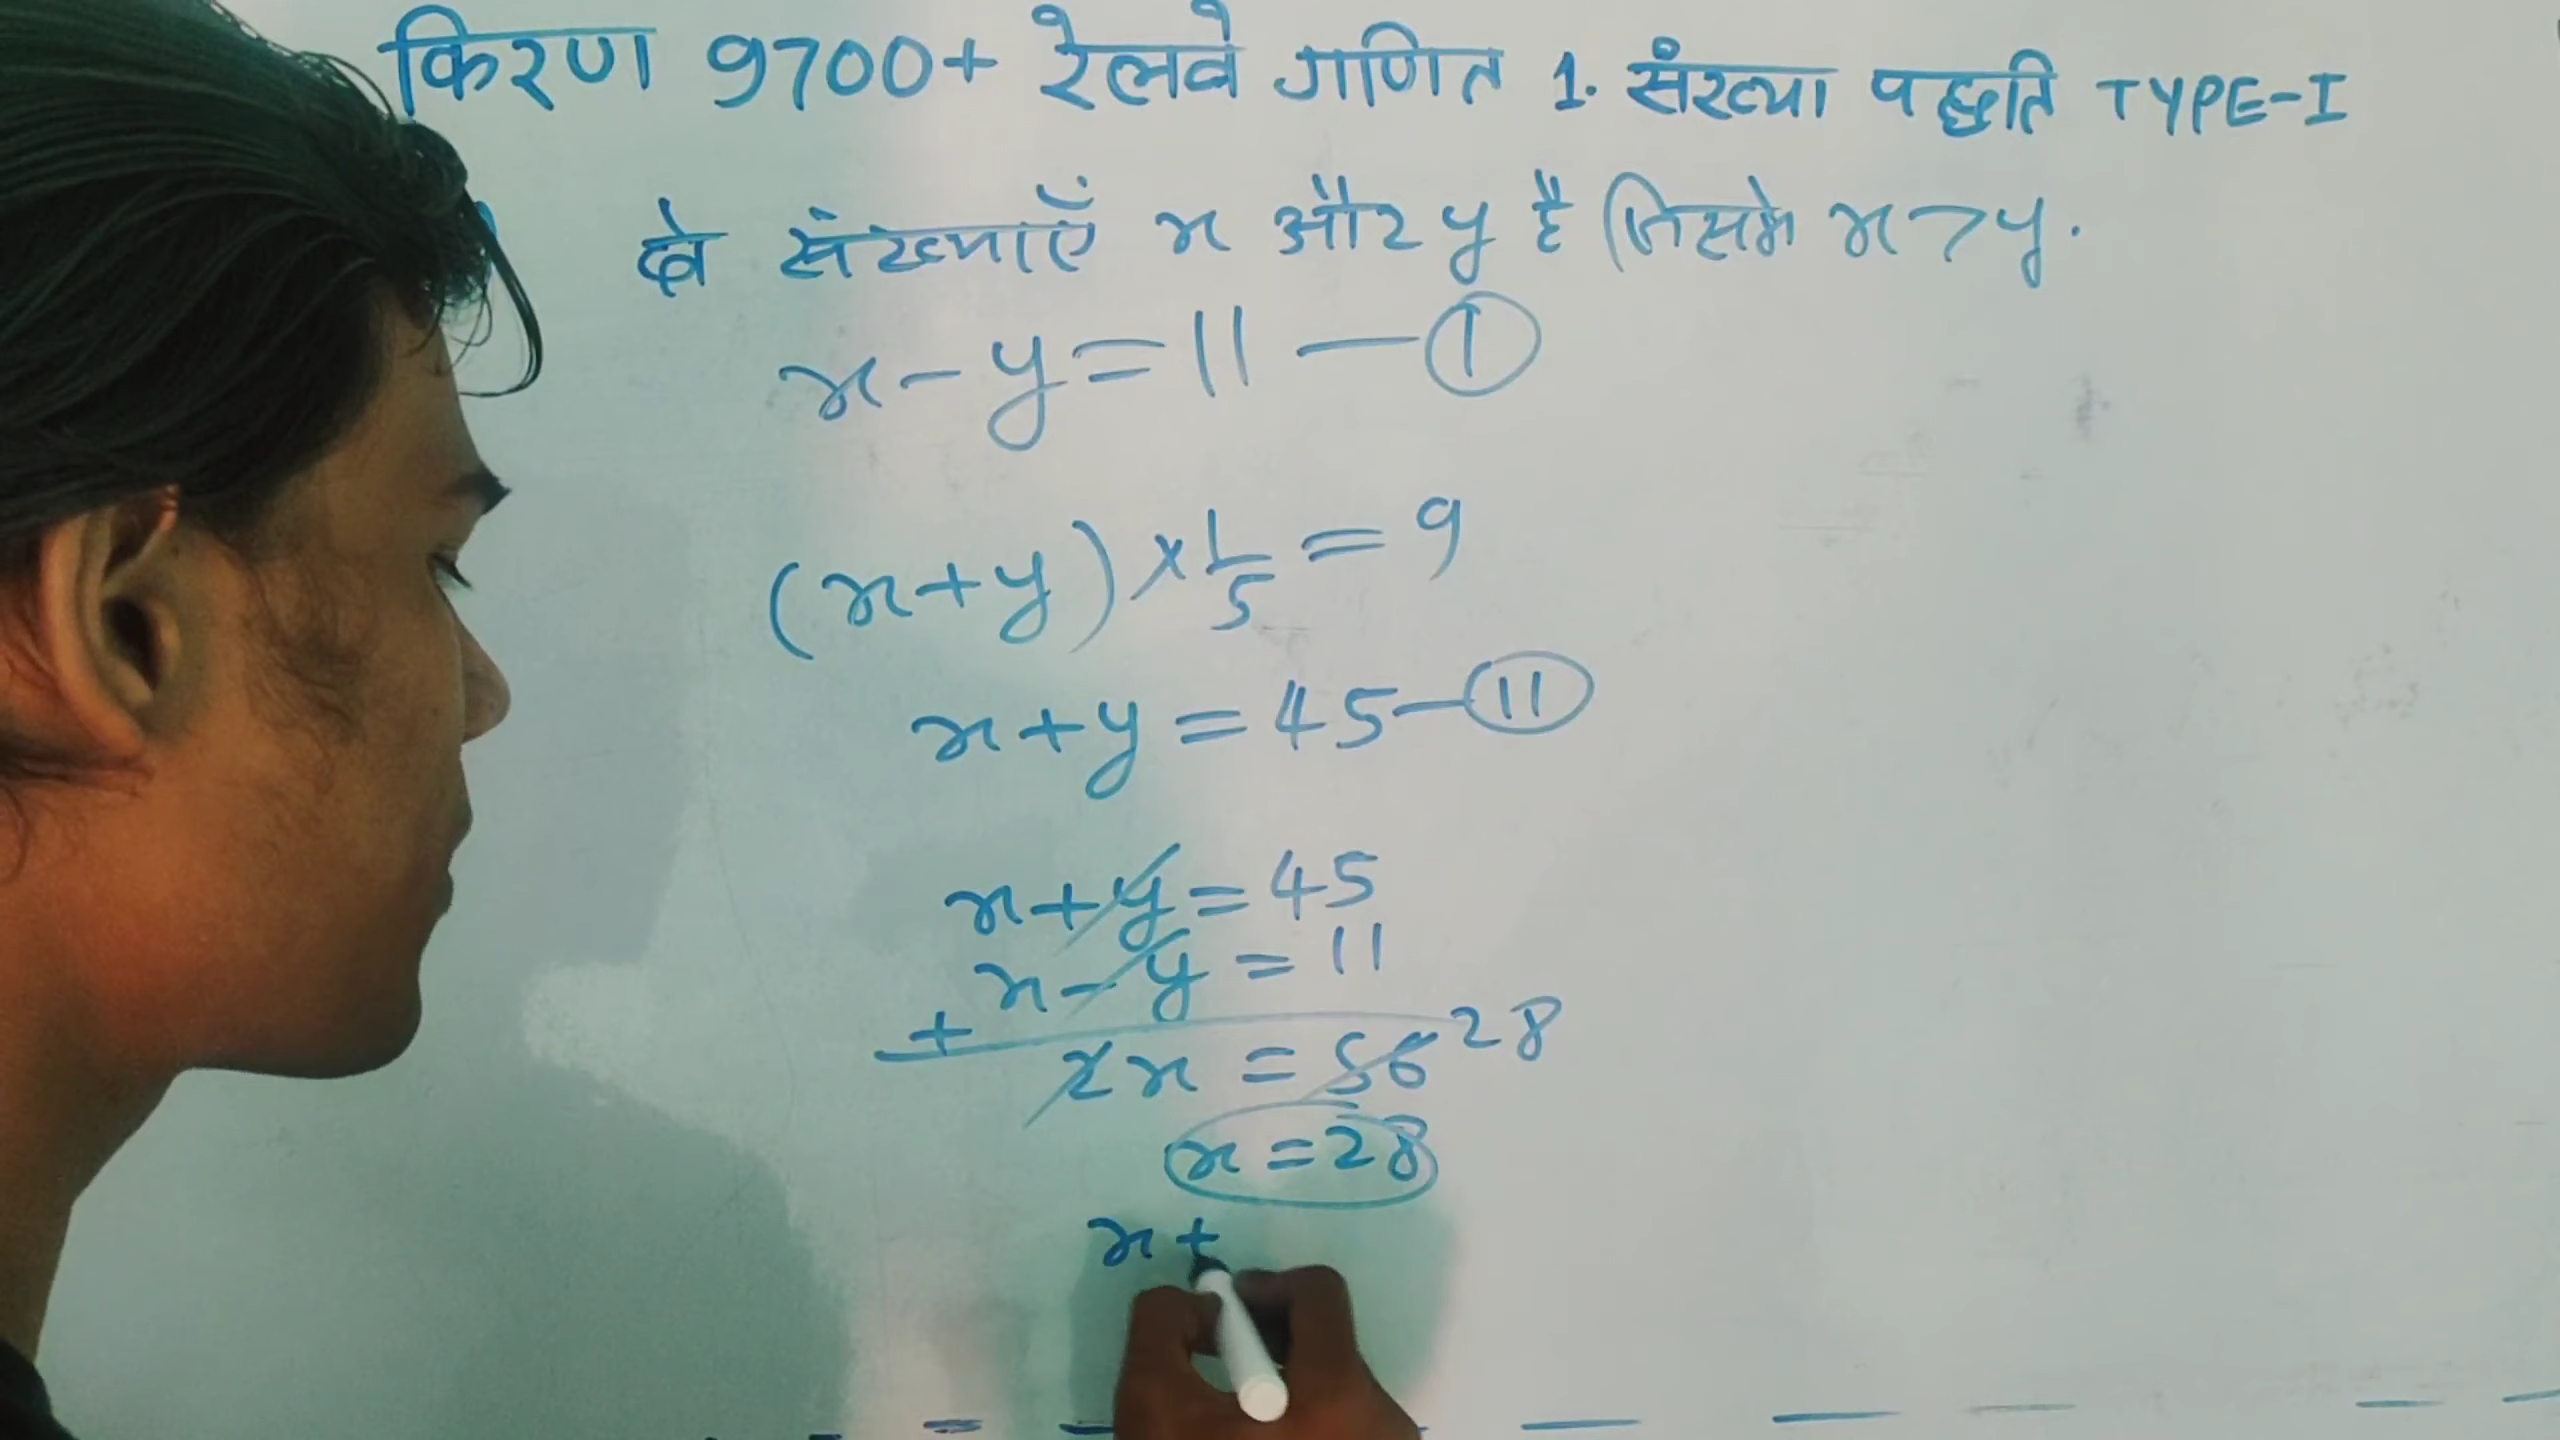 किरण 9700+ रेलवे गणित 1. संख्या पद्धति TYPE-I
दो संख्याएँ x और y है जिसमे x>y.
x-y=11—①
(x+y)×1/5=9
x+y=45—(11)
x+y=45
x-y=11
+
2x=56 28
x=28
x+